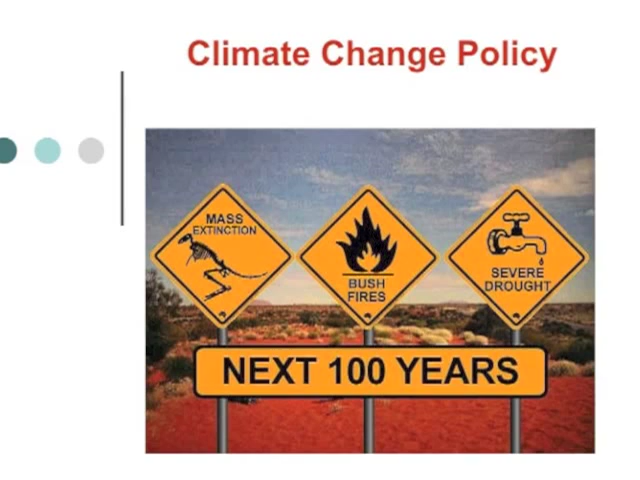 Climate Change Policy
MASS
EXTINCTION
BUSH
FIRES
SEVERE
DROUGHT
NEXT 100 YEARS